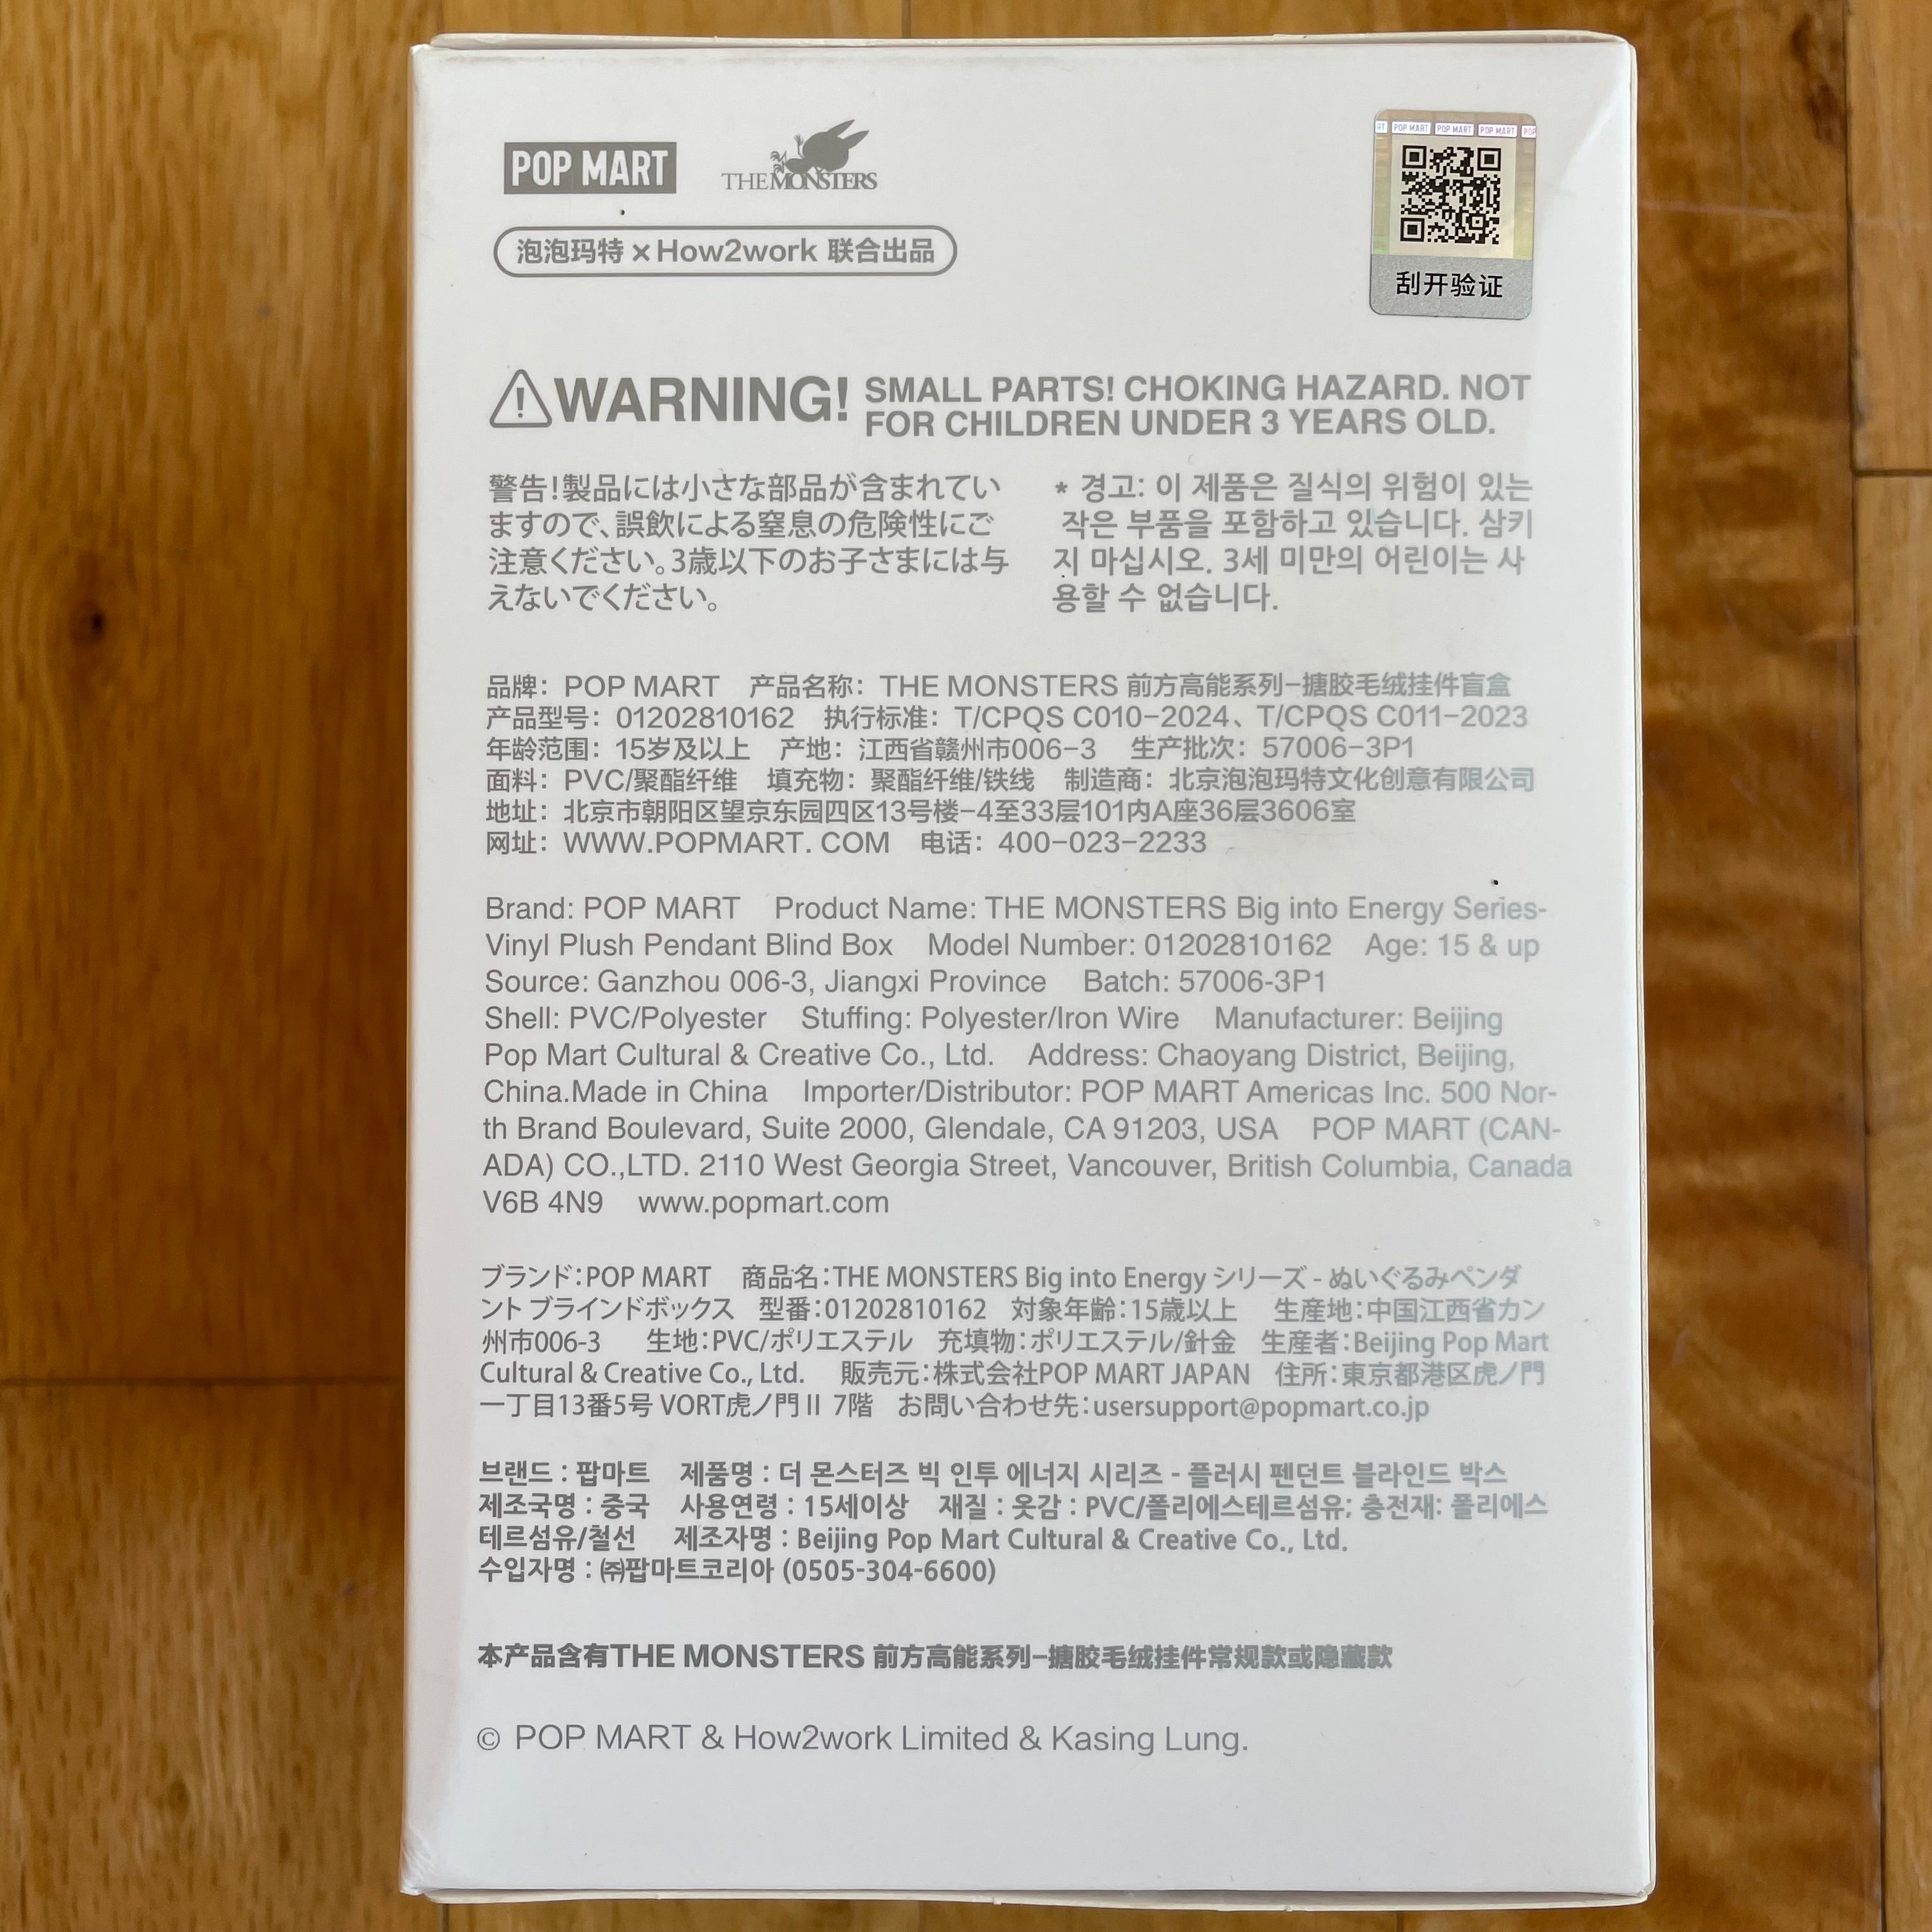 POP MART
THE MONSTERS
泡泡玛特 × How2work 联合出品
POP MART POP MART POP MART
刮开验证
WARNING! SMALL PARTS! CHOKING HAZARD. NOT
FOR CHILDREN UNDER 3 YEARS OLD.
警告!製品には小さな部品が含まれてい
ますので、誤飲による窒息の危険性にご
注意ください。3歳以下のお子さまには与
えないでください。
* 경고: 이 제품은 질식의 위험이 있는
작은 부품을 포함하고 있습니다. 삼키
지 마십시오. 3세 미만의 어린이는 사
용할 수 없습니다.
品牌：POP MART 产品名称：THE MONSTERS 前方高能系列-搪胶毛绒挂件盲盒
产品型号：01202810162 执行标准：T/CPQS C010-2024、T/CPQS C011-2023
年龄范围：15岁及以上 产地：江西省赣州市006-3 生产批次：57006-3P1
面料：PVC/聚酯纤维 填充物：聚酯纤维/铁线 制造商：北京泡泡玛特文化创意有限公司
地址：北京市朝阳区望京东园四区13号楼-4至33层101内A座36层3606室
网址：WWW.POPMART. COM 电话：400-023-2233
Brand: POP MART Product Name: THE MONSTERS Big into Energy Series-
Vinyl Plush Pendant Blind Box Model Number: 01202810162 Age: 15 & up
Source: Ganzhou 006-3, Jiangxi Province Batch: 57006-3P1
Shell: PVC/Polyester Stuffing: Polyester/Iron Wire Manufacturer: Beijing
Pop Mart Cultural & Creative Co., Ltd. Address: Chaoyang District, Beijing,
China.Made in China Importer/Distributor: POP MART Americas Inc. 500 Nor-
th Brand Boulevard, Suite 2000, Glendale, CA 91203, USA POP MART (CAN-
ADA) CO.,LTD. 2110 West Georgia Street, Vancouver, British Columbia, Canada
V6B 4N9 www.popmart.com
ブランド：POP MART 商品名：THE MONSTERS Big into Energy シリーズ - ぬいぐるみペンダ
ント ブラインドボックス 型番：01202810162 対象年齢：15歳以上 生産地：中国江西省カン
州市006-3 生地：PVC/ポリエステル 充填物：ポリエステル/針金 生産者：Beijing Pop Mart
Cultural & Creative Co., Ltd. 販売元：株式会社POP MART JAPAN 住所：東京都港区虎ノ門
一丁目13番5号 VORT虎ノ門Ⅱ 7階 お問い合わせ先：usersupport@popmart.co.jp
브랜드 : 팝마트 제품명 : 더 몬스터즈 빅 인투 에너지 시리즈 - 플러시 펜던트 블라인드 박스
제조국명 : 중국 사용연령 : 15세이상 재질 : 옷감 : PVC/폴리에스테르섬유; 충전재: 폴리에스
테르섬유/철선 제조자명 : Beijing Pop Mart Cultural & Creative Co., Ltd.
수입자명 : ㈜팝마트코리아 (0505-304-6600)
本产品含有THE MONSTERS 前方高能系列-搪胶毛绒挂件常规款或隐藏款
© POP MART & How2work Limited & Kasing Lung.